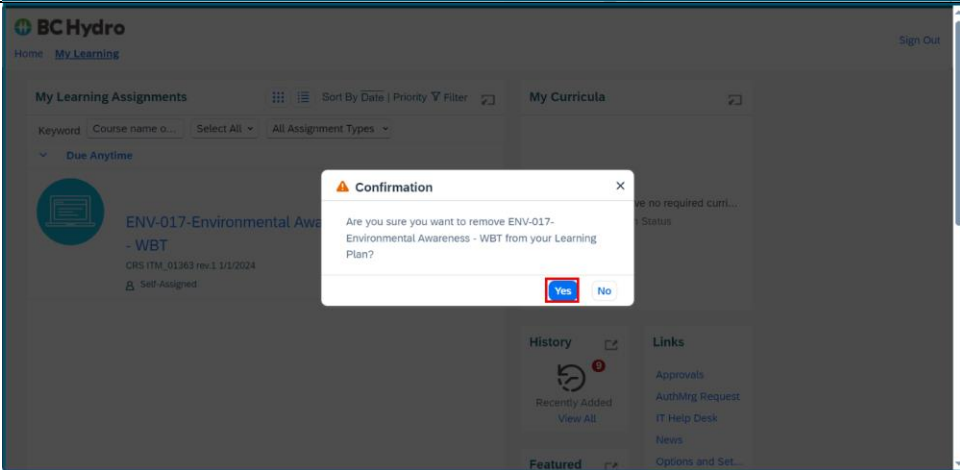 BC Hydro
Sign Out
Home My Learning
My Learning Assignments
Sort By Date | Priority Filter
My Curricula
Keyword Course name o... Select All All Assignment Types
Due Anytime
Confirmation
Are you sure you want to remove ENV-017-
Environmental Awareness - WBT from your Learning
Plan?
Yes No
ENV-017-Environmental Awa
- WBT
CRS ITM_01363 rev.1 1/1/2024
Self-Assigned
ve no required curri...
Status
History
9
Recently Added
View All
Links
Approvals
AuthMrg Request
IT Help Desk
News
Options and Set...
Featured